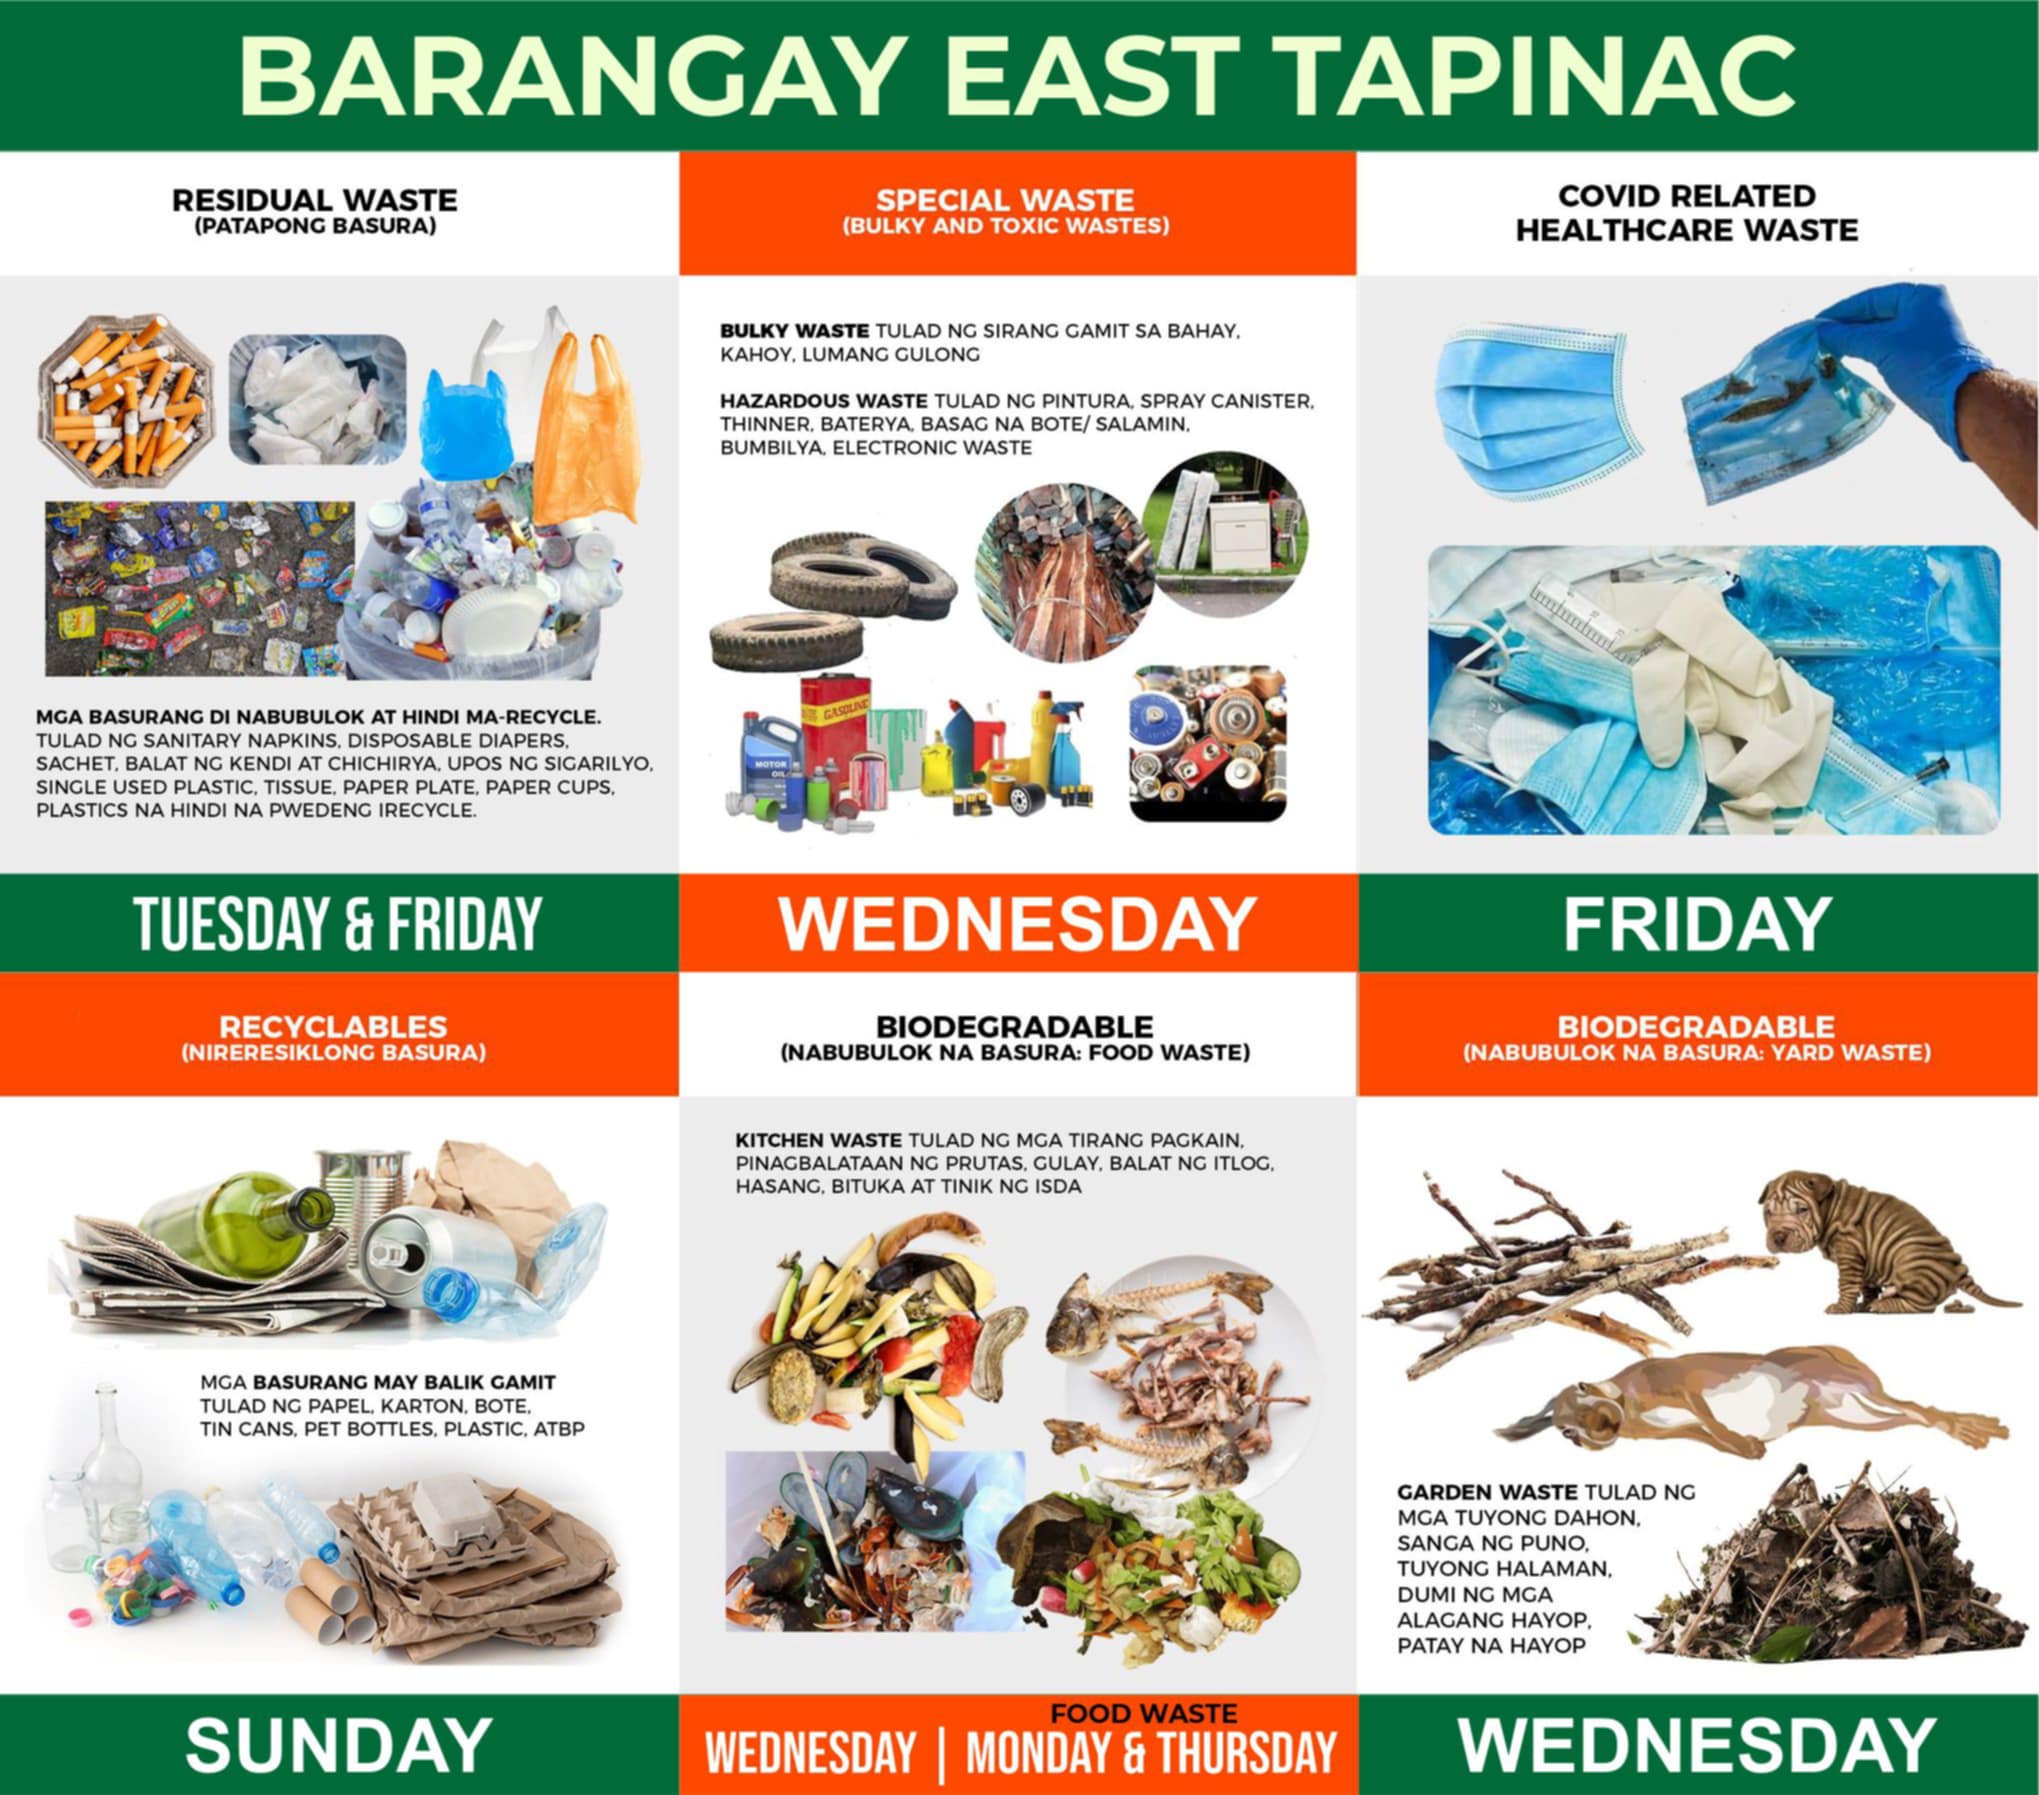 BARANGAY EAST TAPINAC
RESIDUAL WASTE
(PATAPONG BASURA)
SPECIAL WASTE
(BULKY AND TOXIC WASTES)
COVID RELATED
HEALTHCARE WASTE
MGA BASURANG DI NABUBULOK AT HINDI MA-RECYCLE.
TULAD NG SANITARY NAPKINS, DISPOSABLE DIAPERS,
SACHET, BALAT NG KENDI AT CHICHIRYA, UPOS NG SIGARILYO,
SINGLE USED PLASTIC, TISSUE, PAPER PLATE, PAPER CUPS,
PLASTICS NA HINDI NA PWEDENG IRECYCLE.
BULKY WASTE TULAD NG SIRANG GAMIT SA BAHAY,
KAHOY, LUMANG GULONG
HAZARDOUS WASTE TULAD NG PINTURA, SPRAY CANISTER,
THINNER, BATERYA, BASAG NA BOTE/ SALAMIN,
BUMBILYA, ELECTRONIC WASTE
GASOLINE
MOTOR
OIL
TUESDAY & FRIDAY
WEDNESDAY
FRIDAY
RECYCLABLES
(NIRERESIKLONG BASURA)
BIODEGRADABLE
(NABUBULOK NA BASURA: FOOD WASTE)
BIODEGRADABLE
(NABUBULOK NA BASURA: YARD WASTE)
MGA BASURANG MAY BALIK GAMIT
TULAD NG PAPEL, KARTON, BOTE,
TIN CANS, PET BOTTLES, PLASTIC, ATBP
KITCHEN WASTE TULAD NG MGA TIRANG PAGKAIN,
PINAGBALATAAN NG PRUTAS, GULAY, BALAT NG ITLOG,
HASANG, BITUKA AT TINIK NG ISDA
GARDEN WASTE TULAD NG
MGA TUYONG DAHON,
SANGA NG PUNO,
TUYONG HALAMAN,
DUMI NG MGA
ALAGANG HAYOP,
PATAY NA HAYOP
SUNDAY
FOOD WASTE
WEDNESDAY | MONDAY & THURSDAY
WEDNESDAY